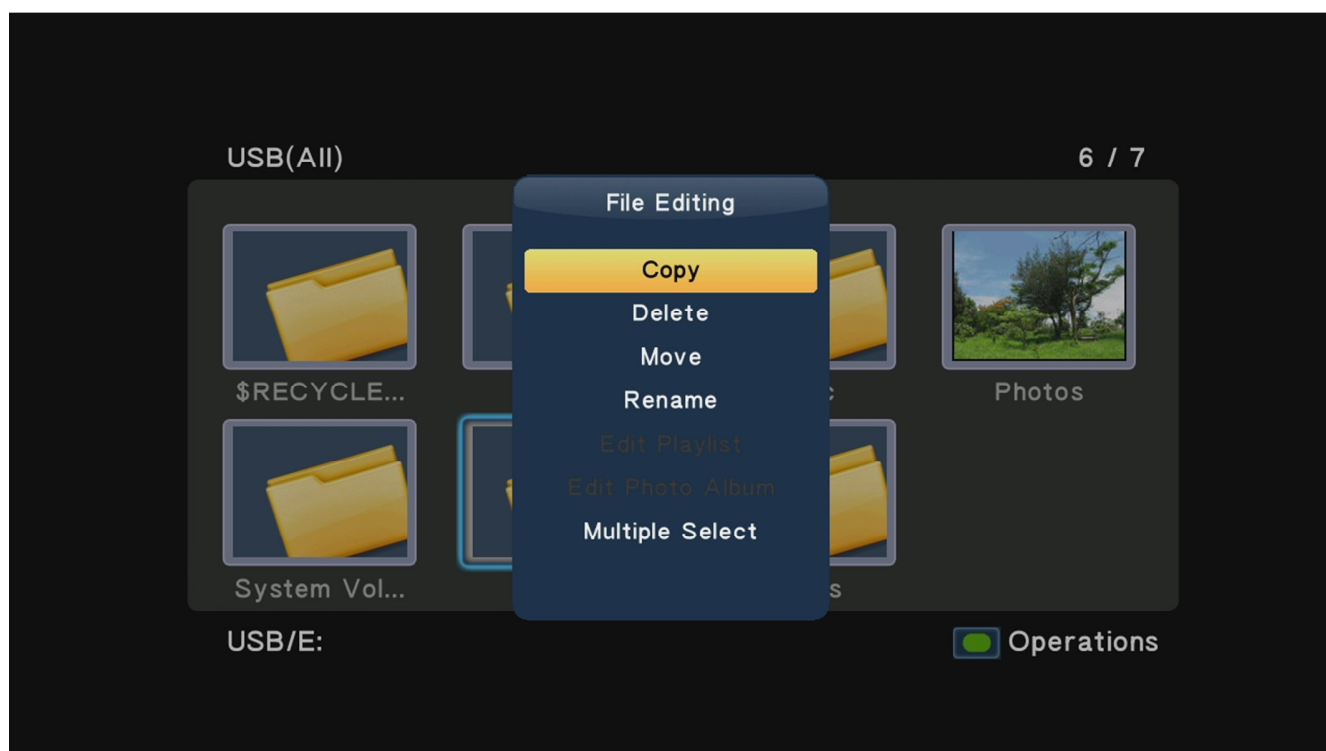 USB(All)
6 / 7
File Editing
Copy
Delete
Move
Rename
Edit Playlist
Edit Photo Album
Multiple Select
$RECYCLE...
Photos
System Vol...
USB/E:
Operations